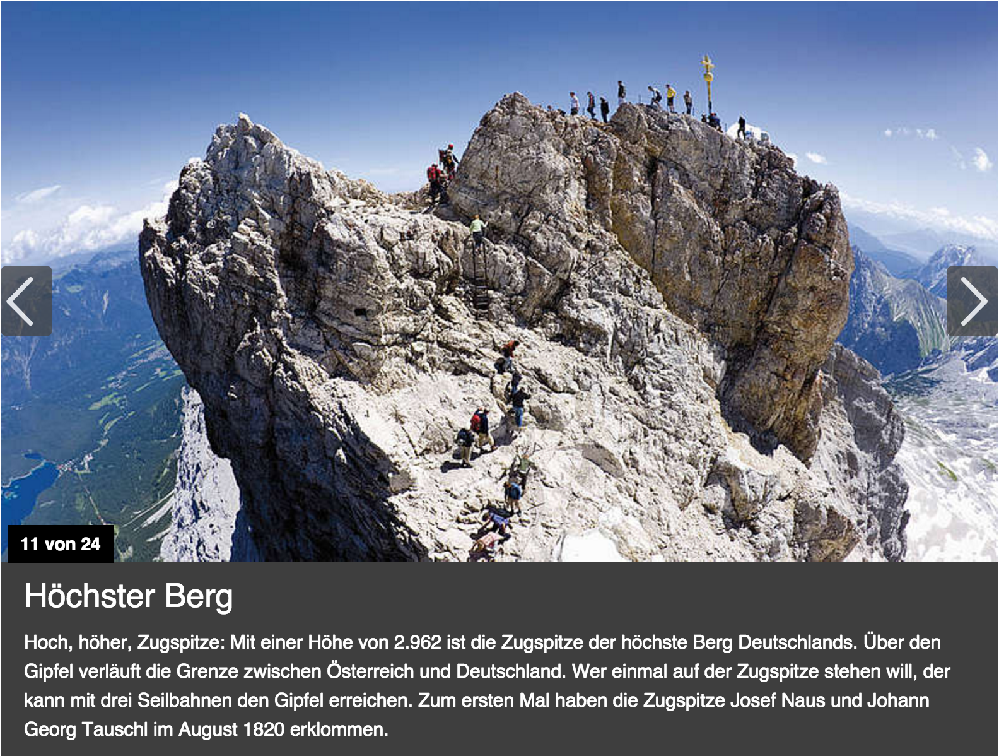 11 von 24
Höchster Berg
Hoch, höher, Zugspitze: Mit einer Höhe von 2.962 ist die Zugspitze der höchste Berg Deutschlands. Über den
Gipfel verläuft die Grenze zwischen Österreich und Deutschland. Wer einmal auf der Zugspitze stehen will, der
kann mit drei Seilbahnen den Gipfel erreichen. Zum ersten Mal haben die Zugspitze Josef Naus und Johann
Georg Tauschl im August 1820 erklommen.